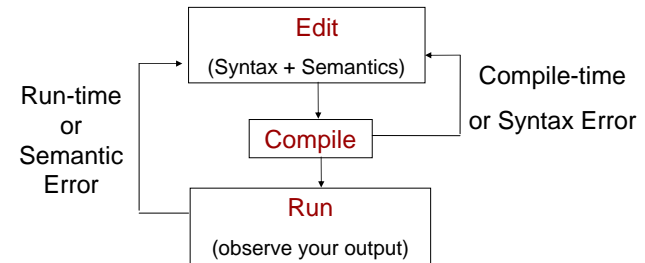 Edit
(Syntax + Semantics)
Compile-time
or Syntax Error
Run-time
or
Semantic
Error
Compile
Run
(observe your output)